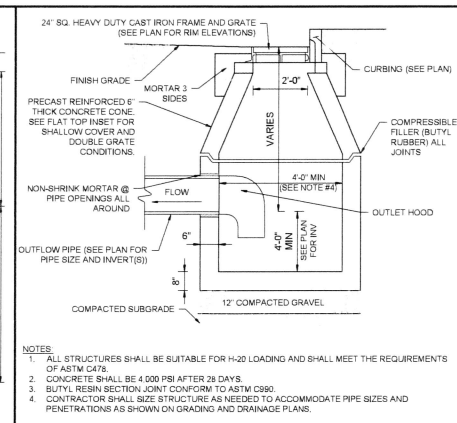 24" SQ. HEAVY DUTY CAST IRON FRAME AND GRATE
(SEE PLAN FOR RIM ELEVATIONS)
CURBING (SEE PLAN)
FINISH GRADE
MORTAR 3
SIDES
2'-0"
PRECAST REINFORCED 6"
THICK CONCRETE CONE.
SEE FLAT TOP INSET FOR
SHALLOW COVER AND
DOUBLE GRATE
CONDITIONS.
VARIES
COMPRESSIBLE
FILLER (BUTYL
RUBBER) ALL
JOINTS
NON-SHRINK MORTAR @
PIPE OPENINGS ALL
AROUND
FLOW
4'-0" MIN
(SEE NOTE #4)
OUTLET HOOD
OUTFLOW PIPE (SEE PLAN FOR
PIPE SIZE AND INVERT(S))
6"
4'-0"
MIN
SEE PLAN
FOR INV
8"
12" COMPACTED GRAVEL
COMPACTED SUBGRADE
NOTES:
1. ALL STRUCTURES SHALL BE SUITABLE FOR H-20 LOADING AND SHALL MEET THE REQUIREMENTS
OF ASTM C478.
2. CONCRETE SHALL BE 4,000 PSI AFTER 28 DAYS.
3. BUTYL RESIN SECTION JOINT CONFORM TO ASTM C990.
4. CONTRACTOR SHALL SIZE STRUCTURE AS NEEDED TO ACCOMMODATE PIPE SIZES AND
PENETRATIONS AS SHOWN ON GRADING AND DRAINAGE PLANS.